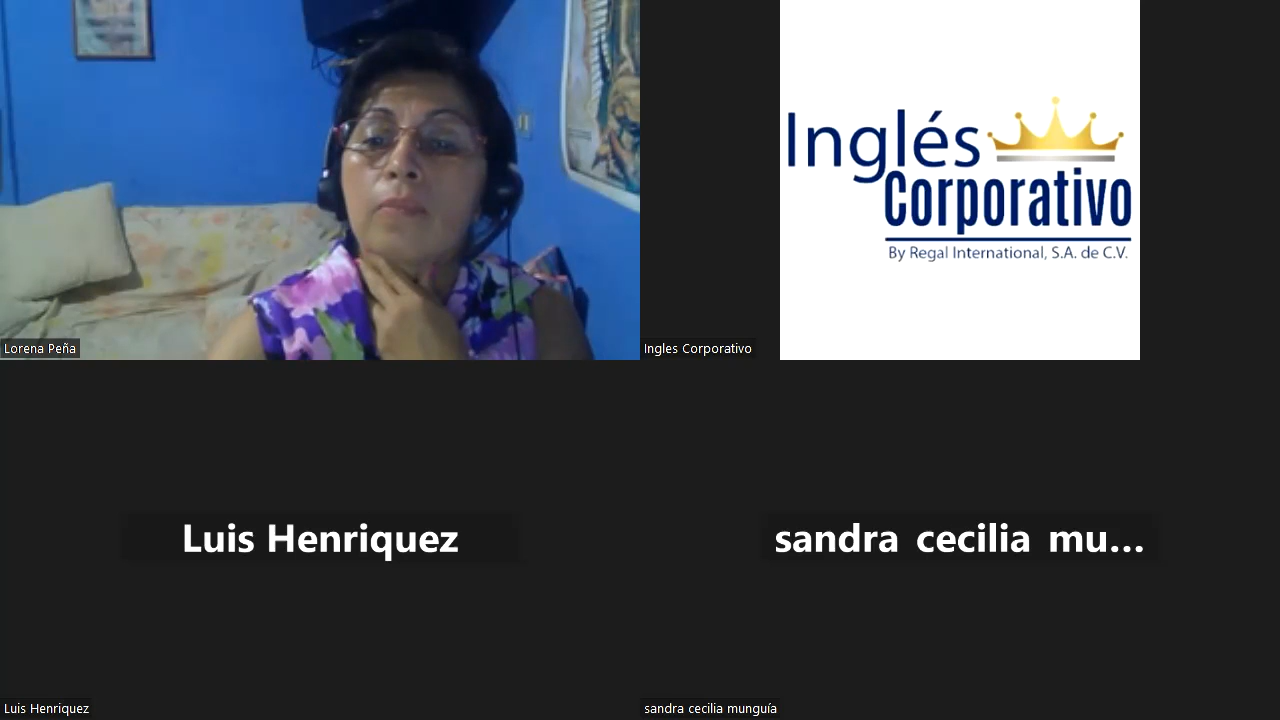 Inglés
Corporativo
By Regal International, S.A. de C.V.
Lorena Peña
Ingles Corporativo
Luis Henriquez
sandra cecilia mu...
Luis Henriquez
sandra cecilia munguía